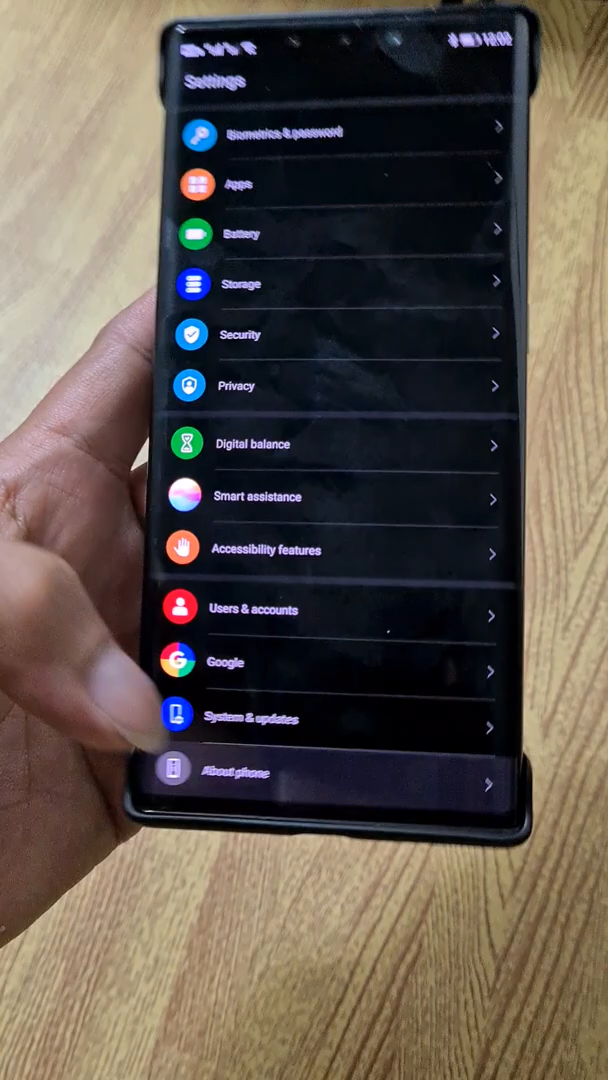 Settings
Biometrics & password
Apps
Battery
Storage
Security
Privacy
Digital balance
Smart assistance
Accessibility features
Users & accounts
Google
System & updates
About phone